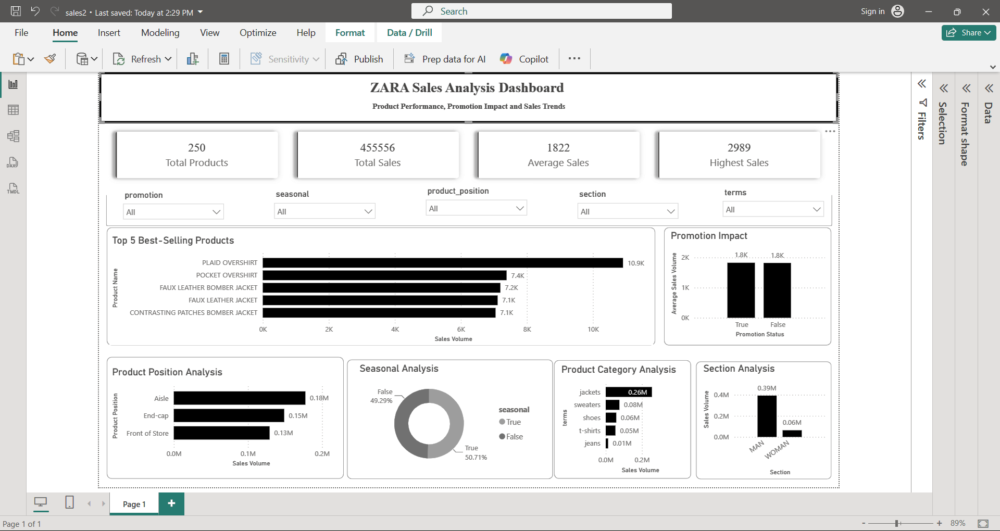 sales2 • Last saved: Today at 2:29 PM
Search
Sign in
File
Home
Insert
Modeling
View
Optimize
Help
Format
Data / Drill
Share
Refresh
Sensitivity
Publish
Prep data for AI
Copilot
DAX
TMDL
ZARA Sales Analysis Dashboard
Product Performance, Promotion Impact and Sales Trends
250
Total Products
455556
Total Sales
1822
Average Sales
2989
Highest Sales
promotion
All
seasonal
All
product_position
All
section
All
terms
All
Top 5 Best-Selling Products
Product Name
PLAID OVERSHIRT
10.9K
POCKET OVERSHIRT
7.4K
FAUX LEATHER BOMBER JACKET
7.2K
FAUX LEATHER JACKET
7.1K
CONTRASTING PATCHES BOMBER JACKET
7.1K
0K
2K
4K
6K
8K
10K
Sales Volume
Promotion Impact
Average Sales Volume
2K
1K
0K
1.8K
1.8K
True
False
Promotion Status
Product Position Analysis
Product Position
Aisle
0.18M
End-cap
0.15M
Front of Store
0.13M
0.0M
0.1M
0.2M
Sales Volume
Seasonal Analysis
False
49.29%
True
50.71%
seasonal
True
False
Product Category Analysis
terms
jackets
0.26M
sweaters
0.08M
shoes
0.06M
t-shirts
0.05M
jeans
0.01M
0.0M
0.2M
Sales Volume
Section Analysis
Sales Volume
0.4M
0.2M
0.0M
0.39M
0.06M
MAN
WOMAN
Section
Filters
Selection
Format shape
Data
Page 1
Page 1 of 1
89%